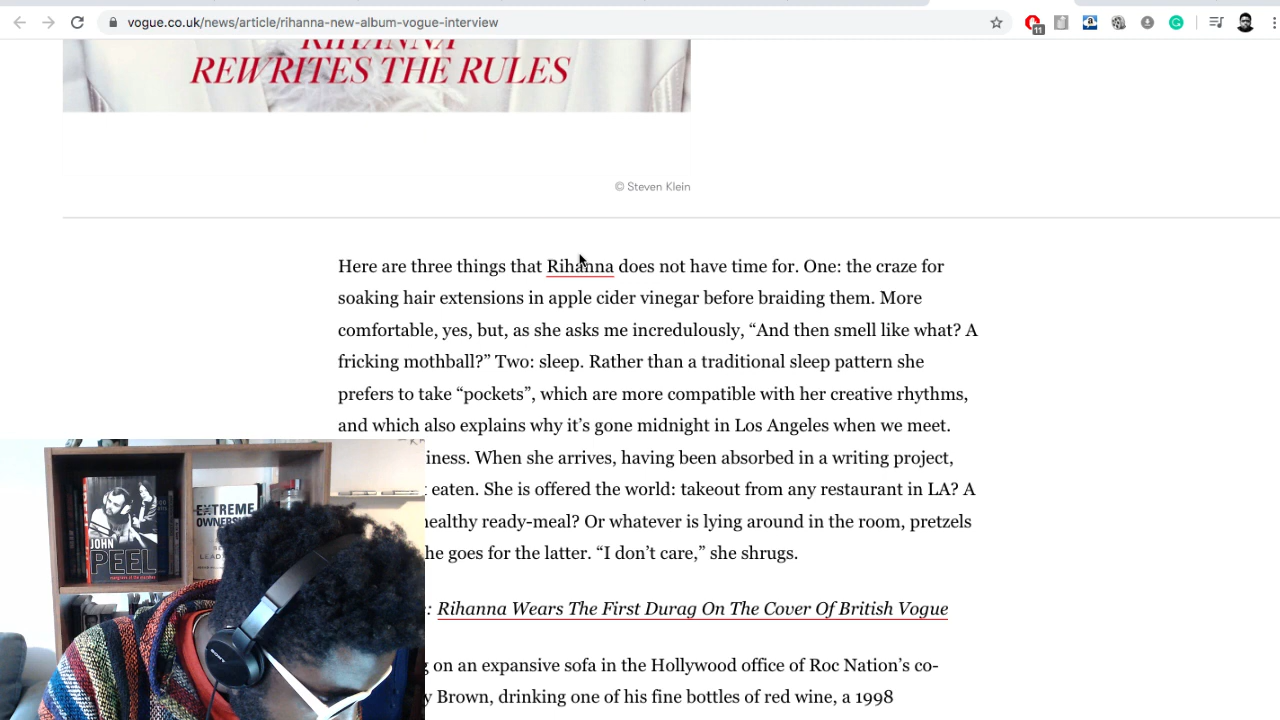 vogue.co.uk/news/article/rihanna-new-album-vogue-interview
11
RIHANNA
REWRITES THE RULES
© Steven Klein
Here are three things that Rihanna does not have time for. One: the craze for
soaking hair extensions in apple cider vinegar before braiding them. More
comfortable, yes, but, as she asks me incredulously, “And then smell like what? A
fricking mothball?” Two: sleep. Rather than a traditional sleep pattern she
prefers to take “pockets”, which are more compatible with her creative rhythms,
and which also explains why it’s gone midnight in Los Angeles when we meet.
iness. When she arrives, having been absorbed in a writing project,
eaten. She is offered the world: takeout from any restaurant in LA? A
healthy ready-meal? Or whatever is lying around in the room, pretzels
he goes for the latter. “I don’t care,” she shrugs.
: Rihanna Wears The First Durag On The Cover Of British Vogue
g on an expansive sofa in the Hollywood office of Roc Nation’s co-
y Brown, drinking one of his fine bottles of red wine, a 1998
JOHN
PEEL
EXTREME
OWNERSHIP
SONY